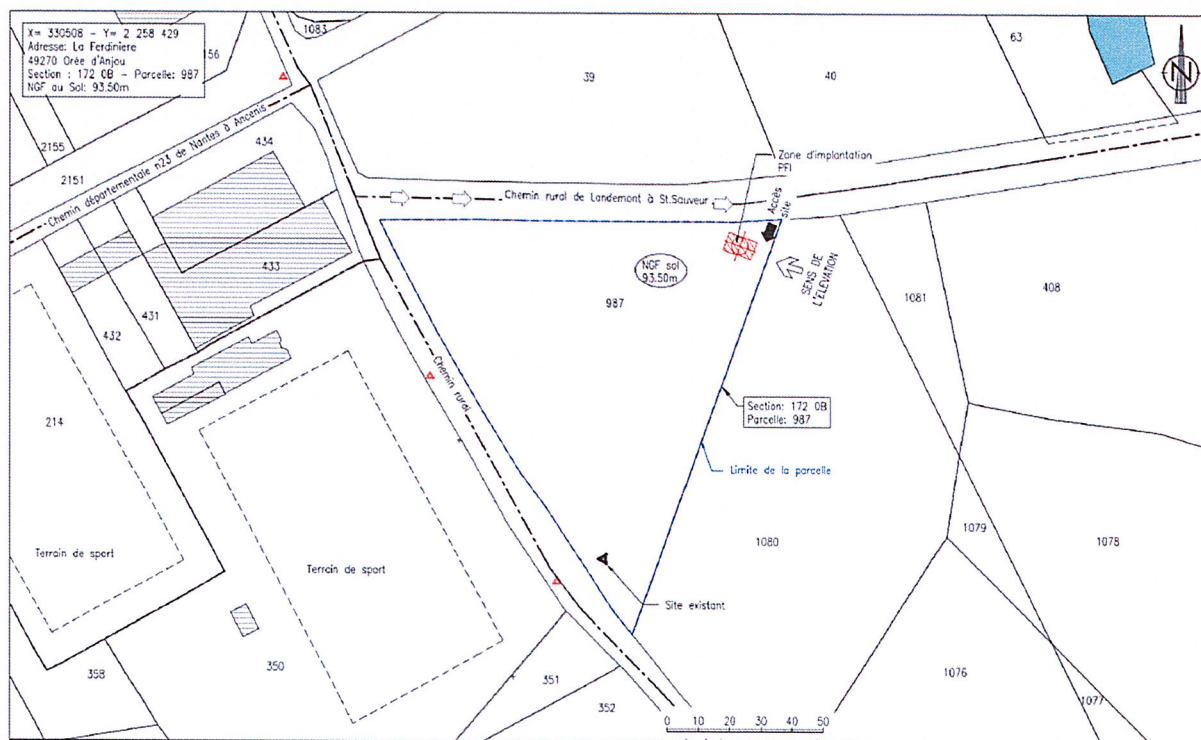 X= 330508 - Y= 2 258 429
Adresse: La Ferdiniere
49270 Orée d'Anjou
Section : 172 0B - Parcelle: 987
NGF au Sol: 93.50m
1083
156
39
40
63
N
2155
2151
Chemin départementale n23 de Nantes à Ancenis
434
Zone d'implantation
PFI
Chemin rural de Landemont à St.Sauveur
Accès
site
433
NGF sol
93.50m
SENS DE
L'ELEVATION
987
1081
408
431
432
Chemin rural
214
Section: 172 0B
Parcelle: 987
Limite de la parcelle
1080
1079
1078
Terrain de sport
Terrain de sport
Site existant
350
358
351
352
1076
1077
0 10 20 30 40 50